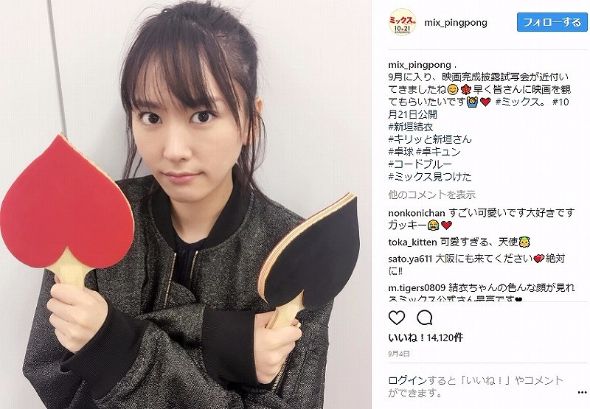 ミックス。
10.21
mix_pingpong
フォローする
mix_pingpong .
9月に入り、映画完成披露試写会が近付い
てきましたね😊🍁早く皆さんに映画を観
てもらいたいです🙆❤ #ミックス。 #10
月21日公開
#新垣結衣
#キリッと新垣さん
#卓球 #卓キュン
#コードブルー
#ミックス見つけた
他のコメントを表示
nonkonichan すごい可愛いです大好きです
ガッキー😭❤
toka_kitten 可愛すぎる、天使👼
sato.ya611 大阪にも来てください💓絶対
に!!
m.tigers0809 結衣ちゃんの色んな顔が見れ
るミックス公式さん最高です❤
いいね！14,120件
9月4日
ログインすると「いいね！」やコメント
ができます。